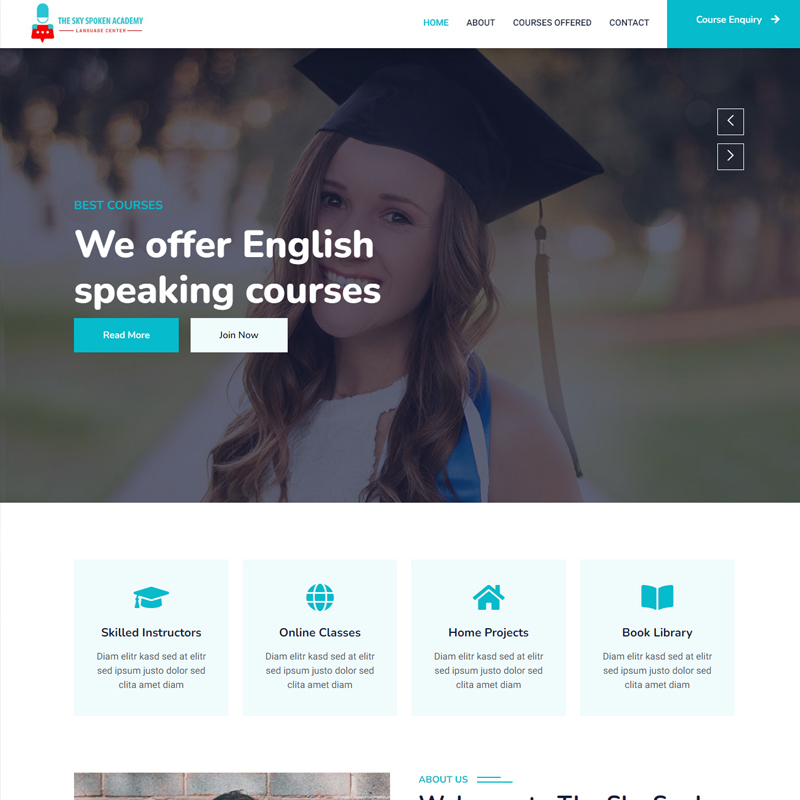 THE SKY SPOKEN ACADEMY
LANGUAGE CENTER
HOME ABOUT COURSES OFFERED CONTACT Course Enquiry
BEST COURSES
We offer English
speaking courses
Read More Join Now
Skilled Instructors Online Classes Home Projects Book Library
Diam elitr kasd sed at elitr Diam elitr kasd sed at elitr Diam elitr kasd sed at elitr Diam elitr kasd sed at elitr
sed ipsum justo dolor sed sed ipsum justo dolor sed sed ipsum justo dolor sed sed ipsum justo dolor sed
clita amet diam clita amet diam clita amet diam clita amet diam
ABOUT US
Welcome to The Sky